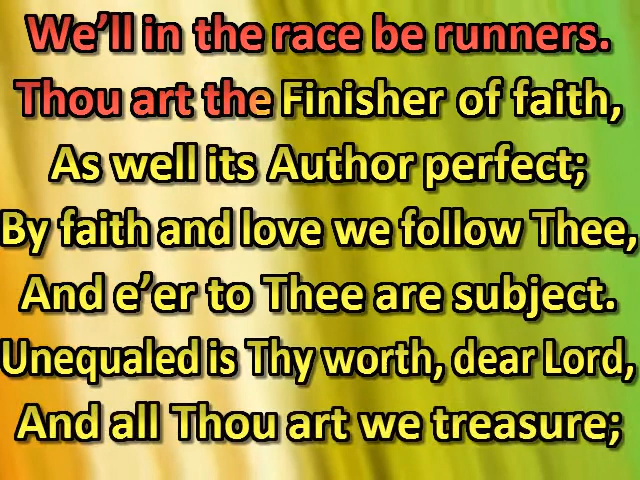 We’ll in the race be runners.
Thou art the Finisher of faith,
As well its Author perfect;
By faith and love we follow Thee,
And e’er to Thee are subject.
Unequaled is Thy worth, dear Lord,
And all Thou art we treasure;